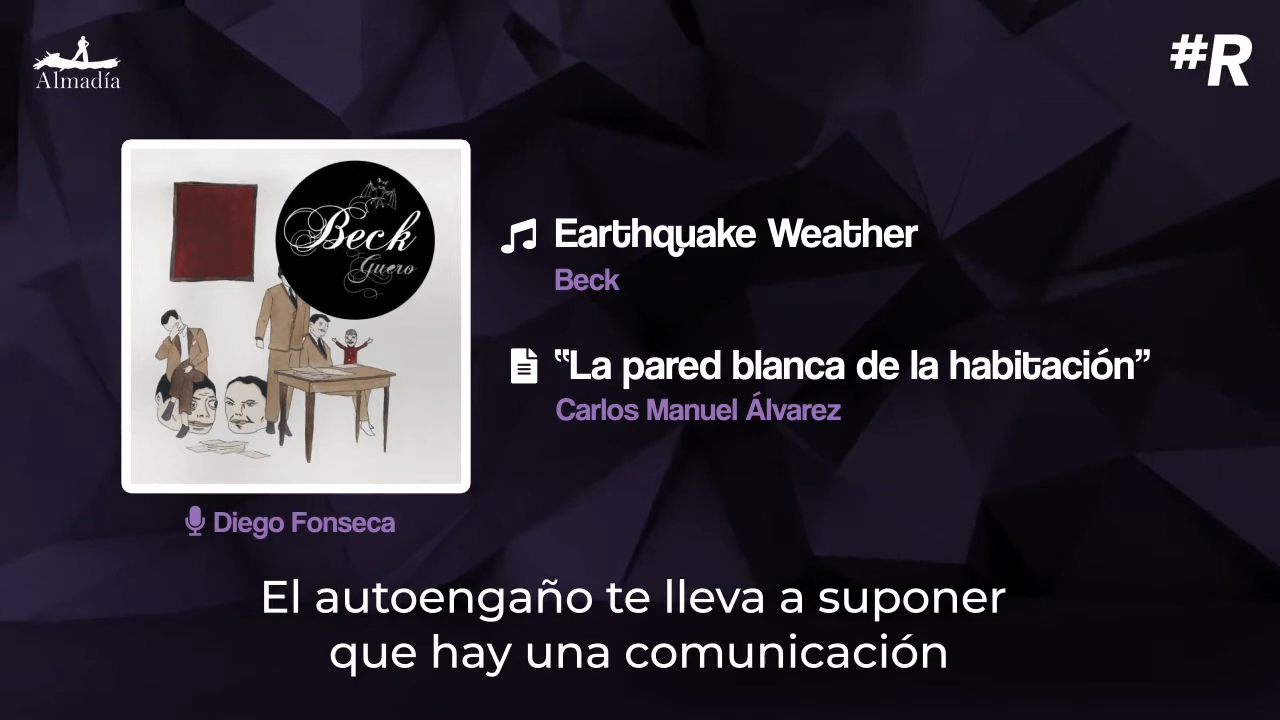 Almadía
#R
Beck
Guero
Earthquake Weather
Beck
“La pared blanca de la habitación”
Carlos Manuel Álvarez
Diego Fonseca
El autoengaño te lleva a suponer
que hay una comunicación